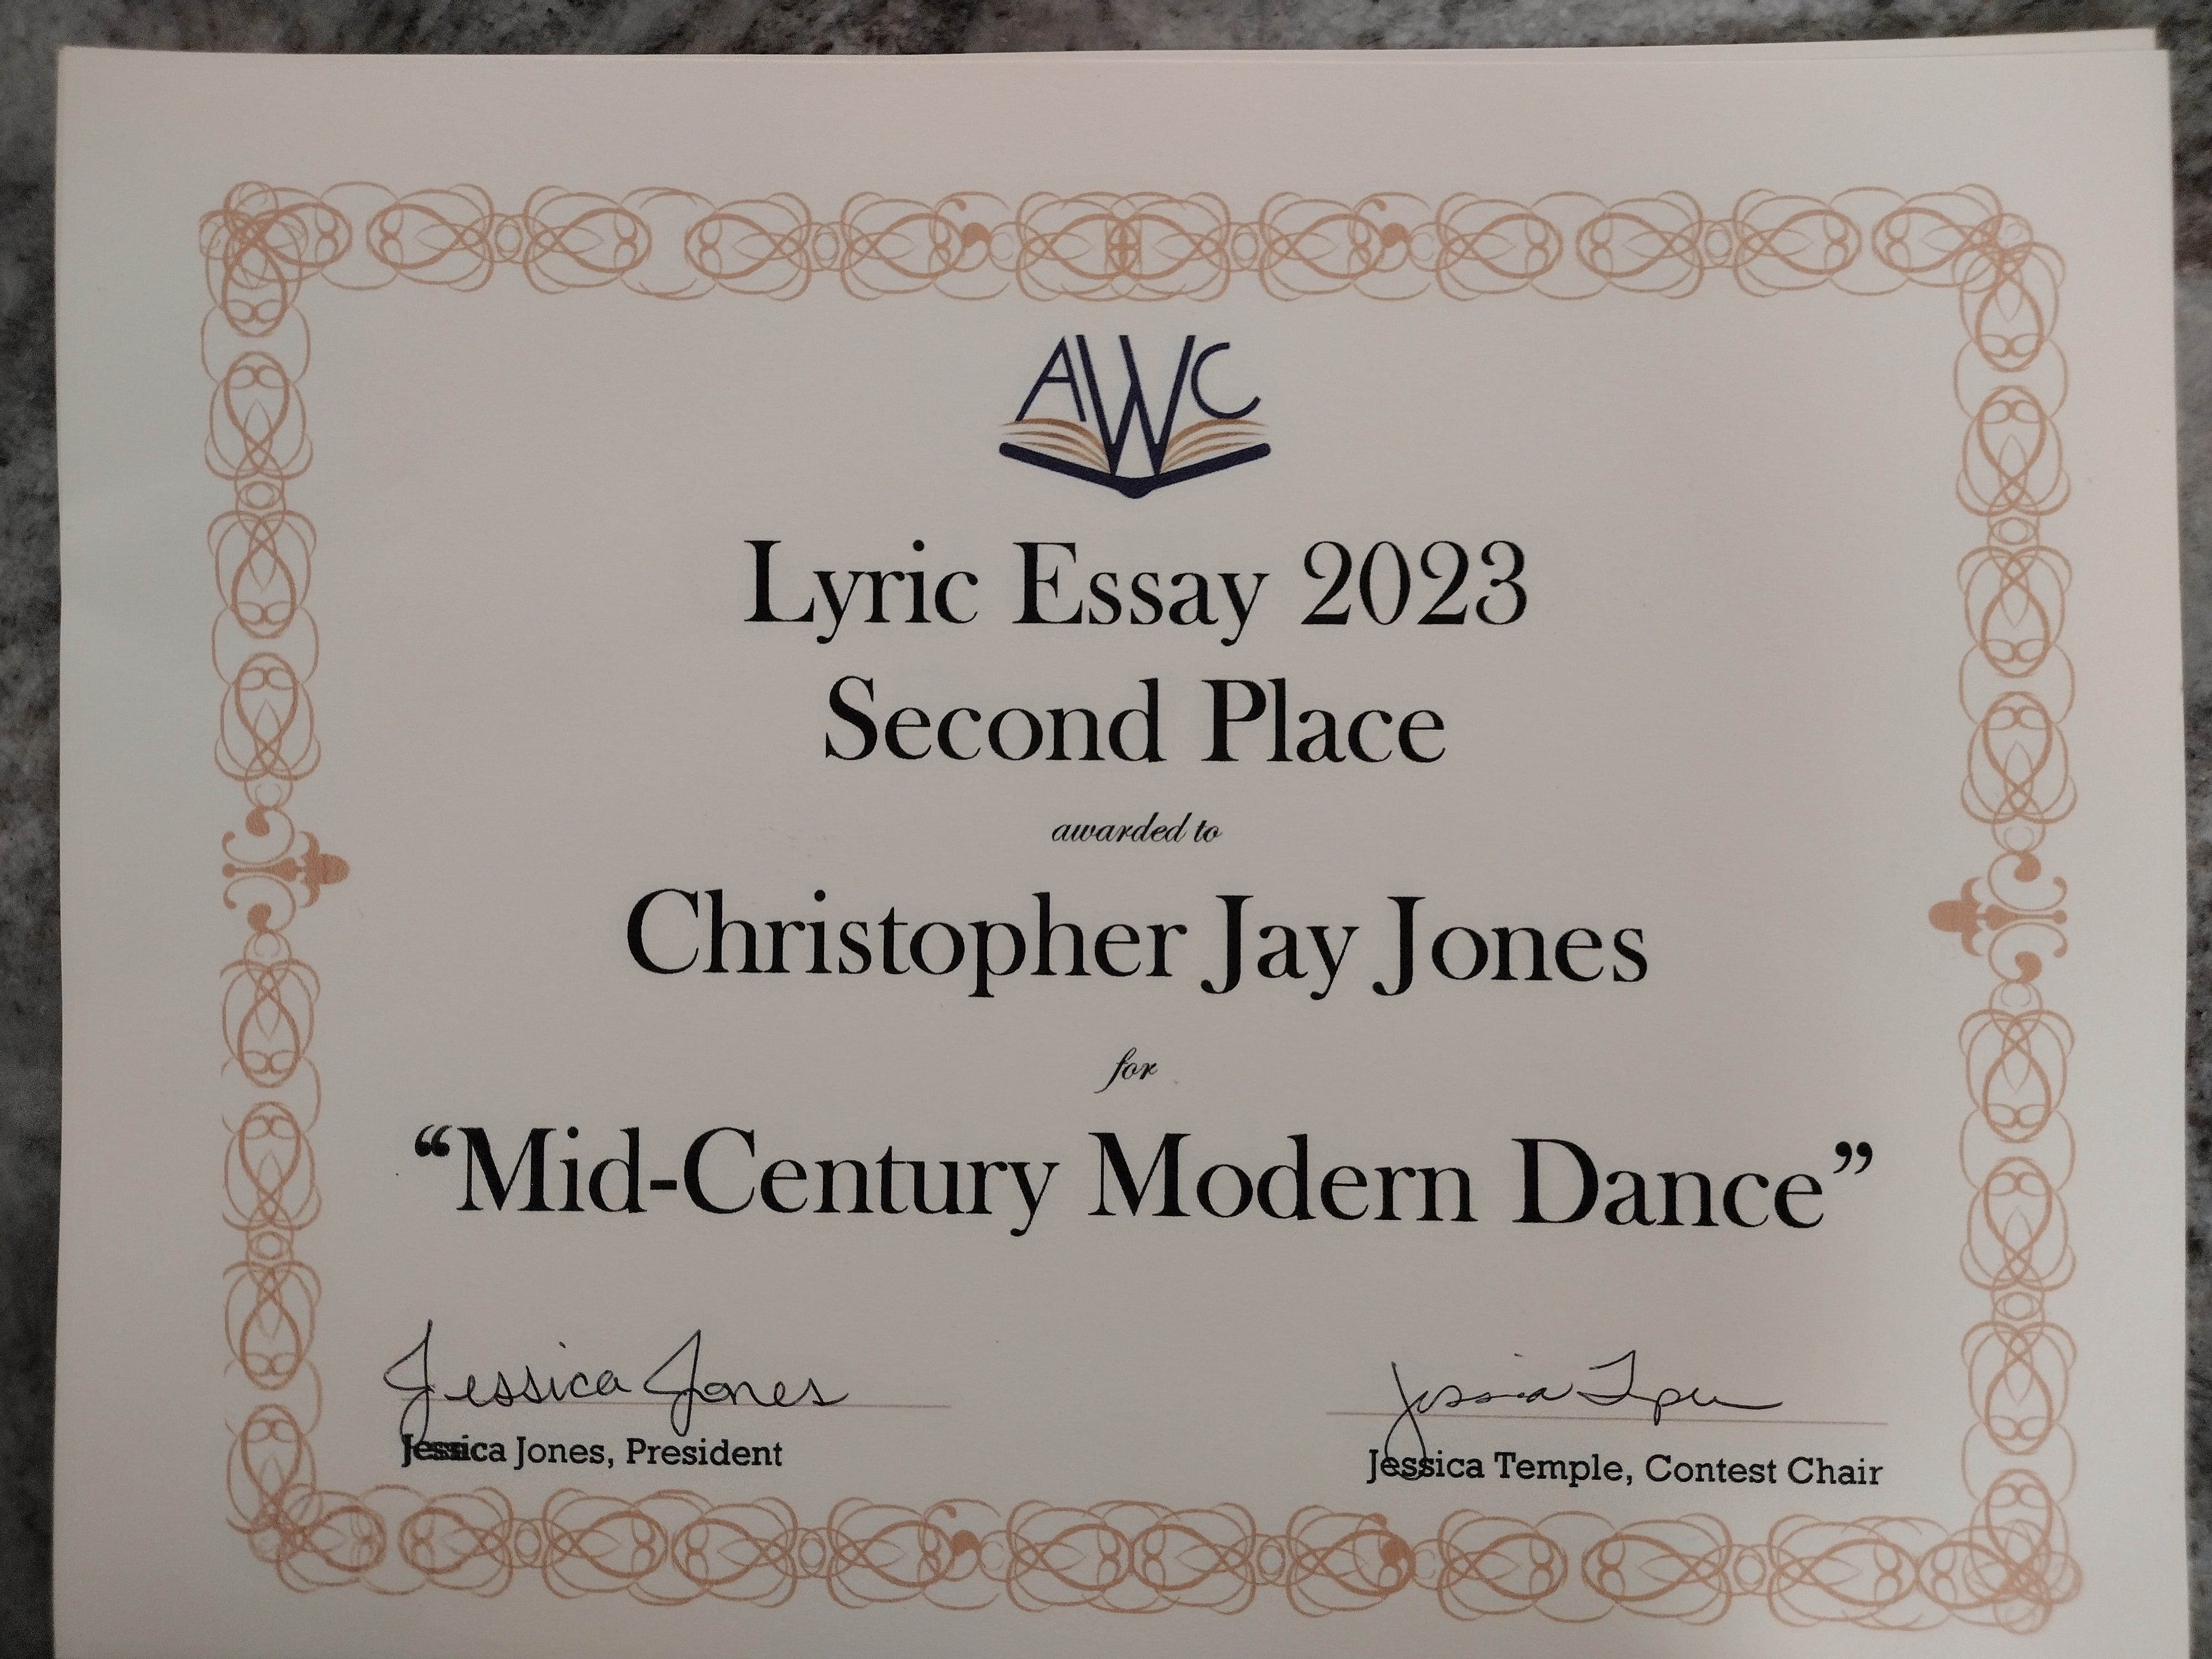 AWC
Lyric Essay 2023
Second Place
awarded to
Christopher Jay Jones
for
“Mid-Century Modern Dance”
Jessica Jones
Jessica Jones, President
Jessica Temple, Contest Chair